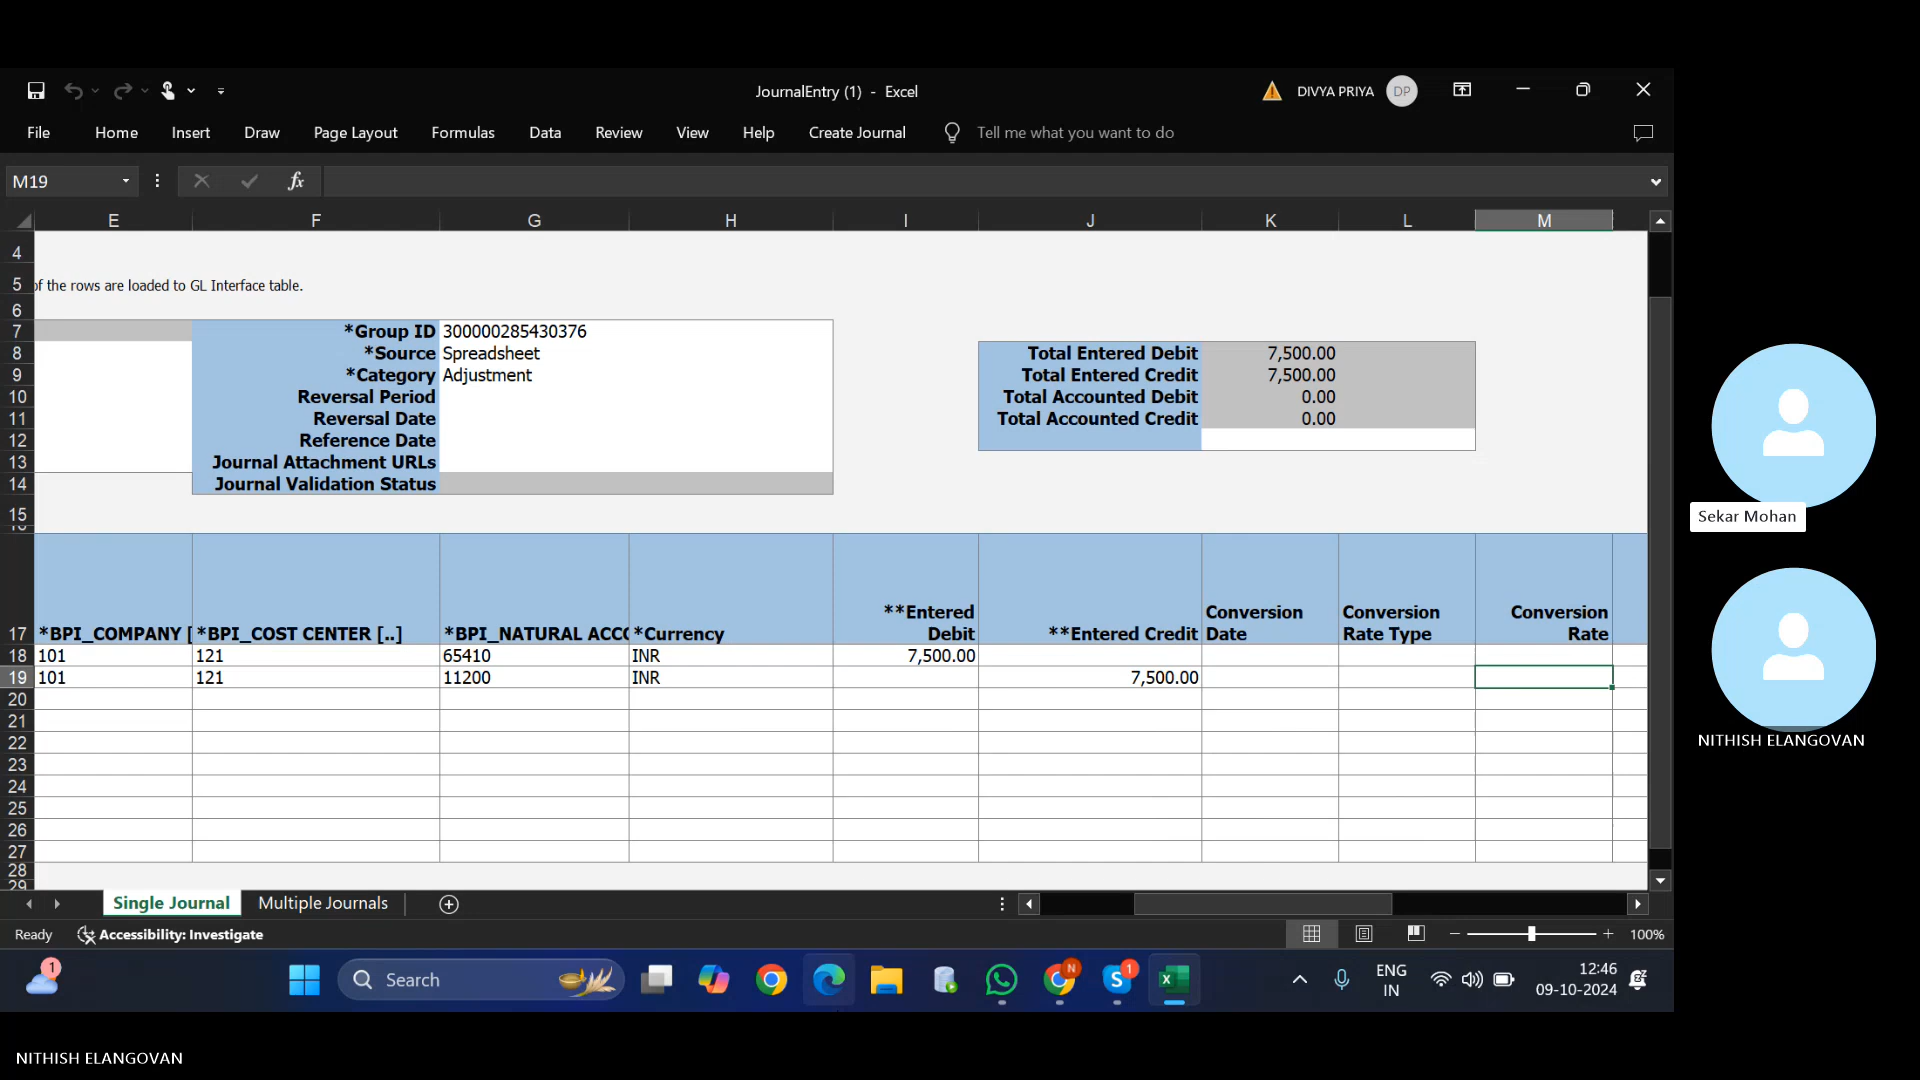 JournalEntry (1) - Excel
DIVYA PRIYA DP
File Home Insert Draw Page Layout Formulas Data Review View Help Create Journal Tell me what you want to do
M19 fx
E F G H I J K L M
4
5 of the rows are loaded to GL Interface table.
6
7 *Group ID 300000285430376
8 *Source Spreadsheet Total Entered Debit 7,500.00
9 *Category Adjustment Total Entered Credit 7,500.00
10 Reversal Period Total Accounted Debit 0.00
11 Reversal Date Total Accounted Credit 0.00
12 Reference Date
13 Journal Attachment URLs
14 Journal Validation Status
15
**Entered Conversion Conversion Conversion
17 *BPI_COMPANY [ *BPI_COST CENTER [..] *BPI_NATURAL ACCO *Currency Debit **Entered Credit Date Rate Type Rate
18 101 121 65410 INR 7,500.00
19 101 121 11200 INR 7,500.00
20
21
22
23
24
25
26
27
28
29
Single Journal Multiple Journals
Ready Accessibility: Investigate 100%
1 Search N S 1 ENG IN 12:46 09-10-2024
Sekar Mohan
NITHISH ELANGOVAN
NITHISH ELANGOVAN